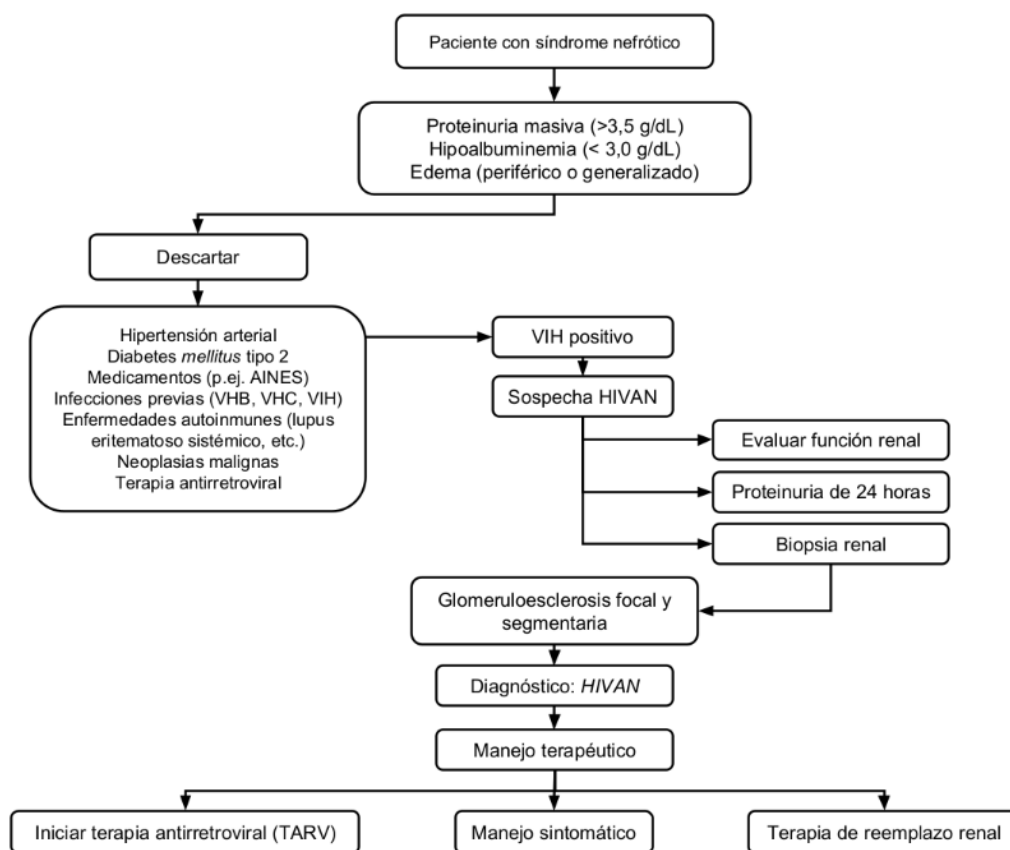 Paciente con síndrome nefrótico
Proteinuria masiva (>3,5 g/dL)
Hipoalbuminemia (< 3,0 g/dL)
Edema (periférico o generalizado)
Descartar
Hipertensión arterial
Diabetes mellitus tipo 2
Medicamentos (p.ej. AINES)
Infecciones previas (VHB, VHC, VIH)
Enfermedades autoinmunes (lupus
eritematoso sistémico, etc.)
Neoplasias malignas
Terapia antirretroviral
VIH positivo
Sospecha HIVAN
Evaluar función renal
Proteinuria de 24 horas
Biopsia renal
Glomeruloesclerosis focal y
segmentaria
Diagnóstico: HIVAN
Manejo terapéutico
Iniciar terapia antirretroviral (TARV)
Manejo sintomático
Terapia de reemplazo renal